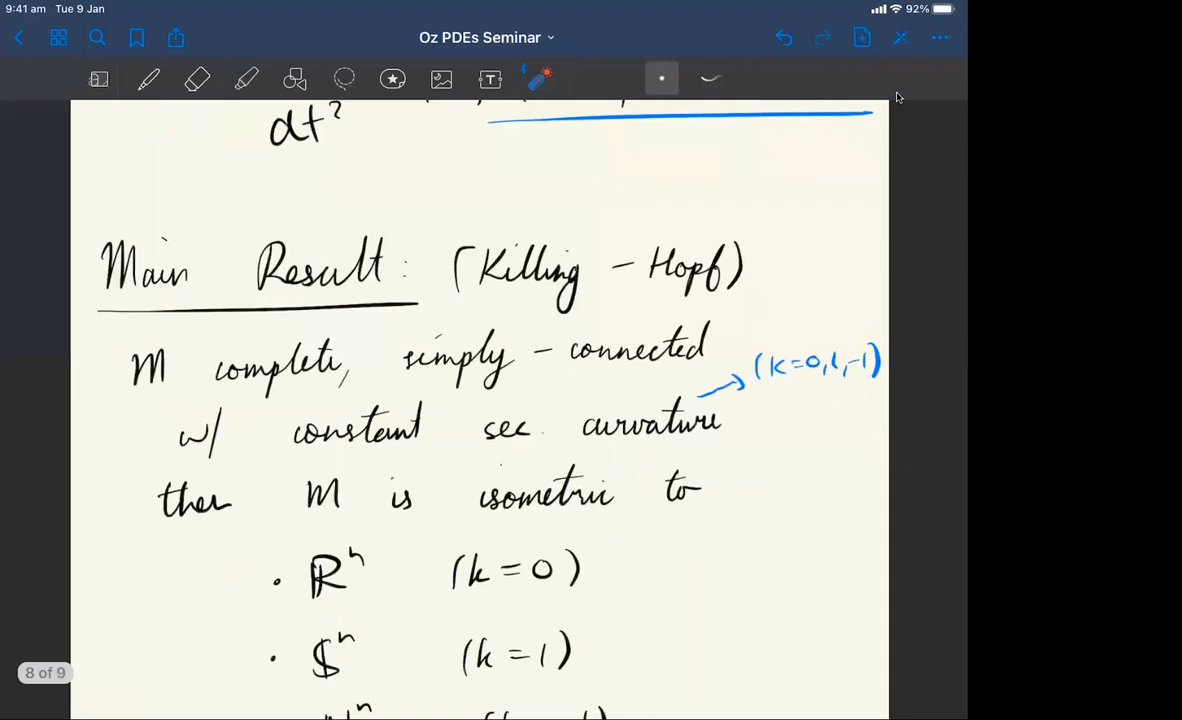 9:41 am Tue 9 Jan
92%
Oz PDEs Seminar
T
dt²
Main Result: (Killing - Hopf)
M complete, simply - connected
(k=0,1,-1)
w/ constant sec. curvature
then M is isometric to
· ℝⁿ (k = 0)
· 𝕊ⁿ (k = 1)
8 of 9